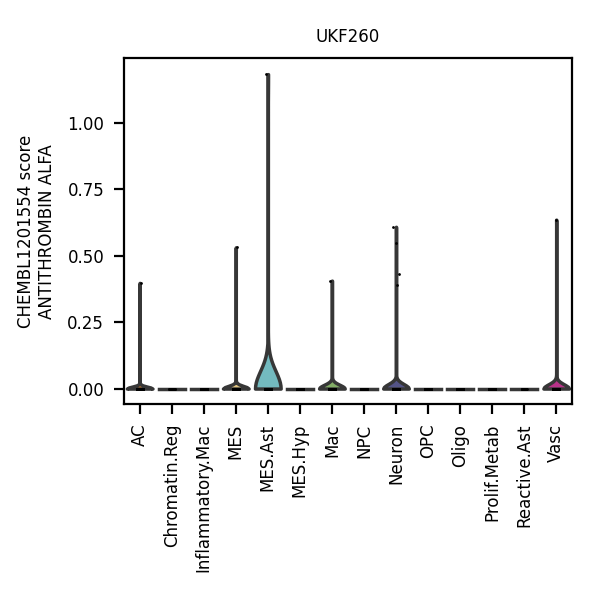 UKF260
CHEMBL1201554 score
ANTITHROMBIN ALFA
1.00
0.75
0.50
0.25
0.00
AC
Chromatin.Reg
Inflammatory.Mac
MES
MES.Ast
MES.Hyp
Mac
NPC
Neuron
OPC
Oligo
Prolif.Metab
Reactive.Ast
Vasc